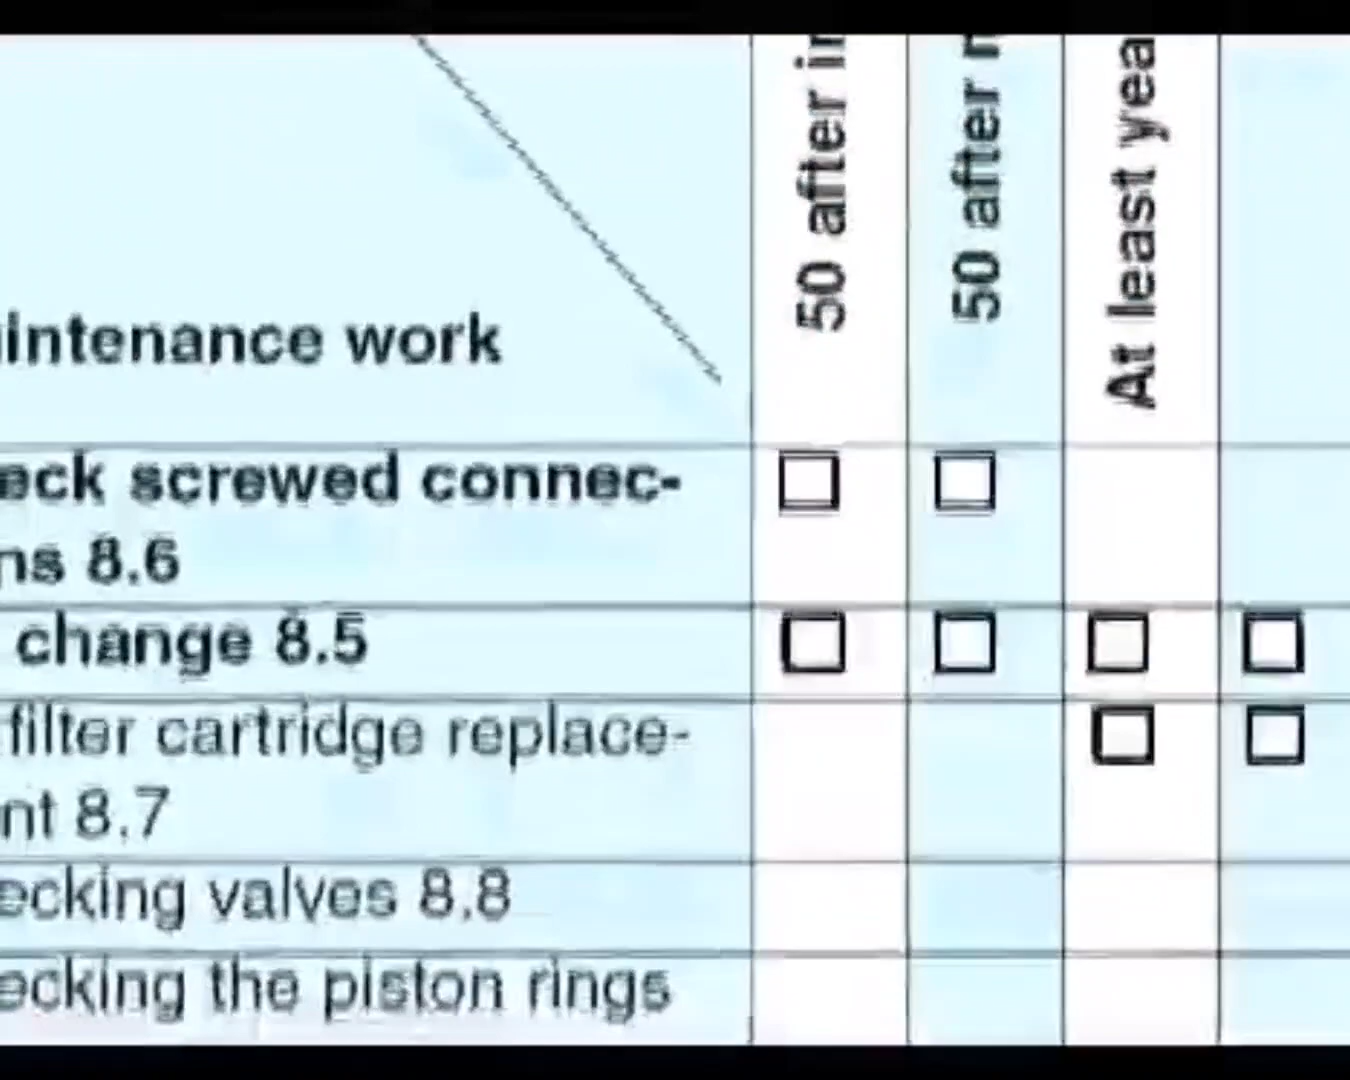 50 after in
50 after
At least yea
intenance work
eck screwed connec-
ns 8.6
change 8.5
filter cartridge replace-
nt 8.7
ecking valves 8.8
ecking the piston rings